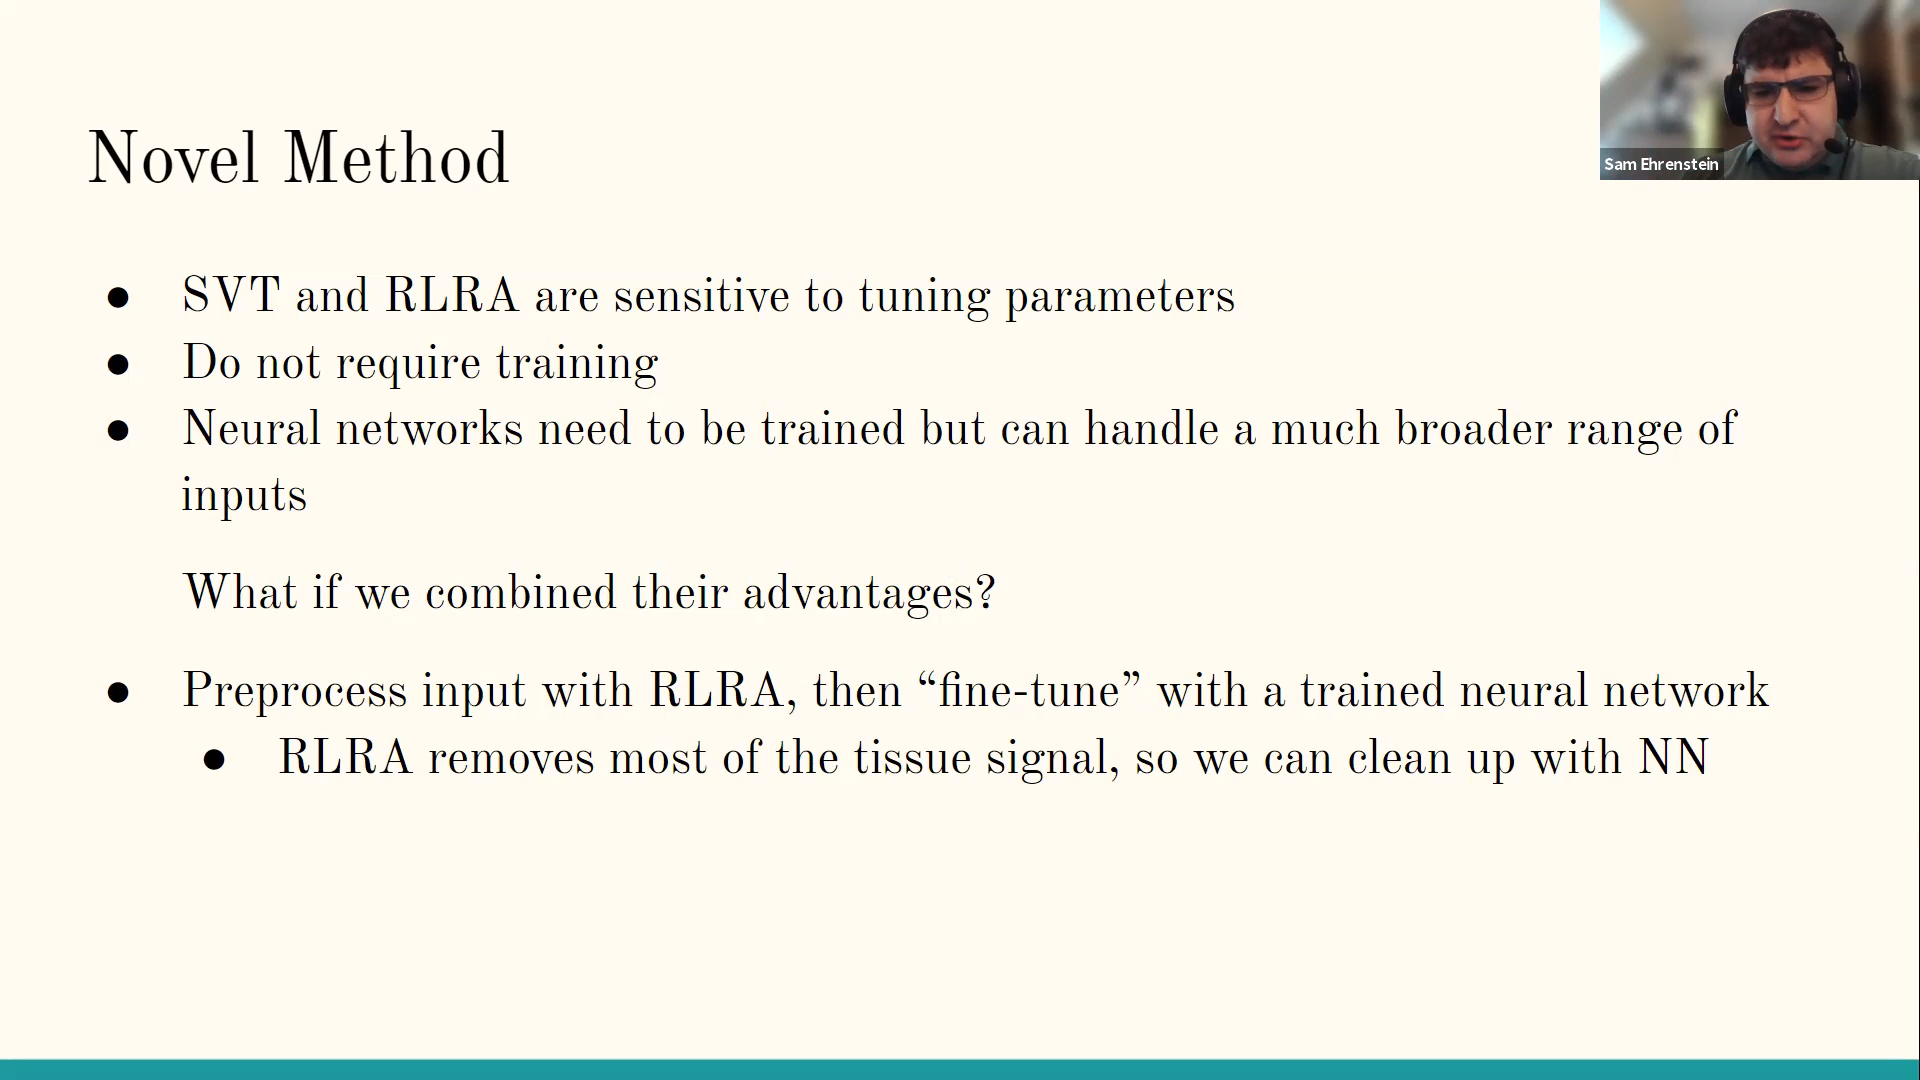 Sam Ehrenstein
Novel Method
● SVT and RLRA are sensitive to tuning parameters
● Do not require training
● Neural networks need to be trained but can handle a much broader range of
inputs
What if we combined their advantages?
● Preprocess input with RLRA, then “fine-tune” with a trained neural network
● RLRA removes most of the tissue signal, so we can clean up with NN